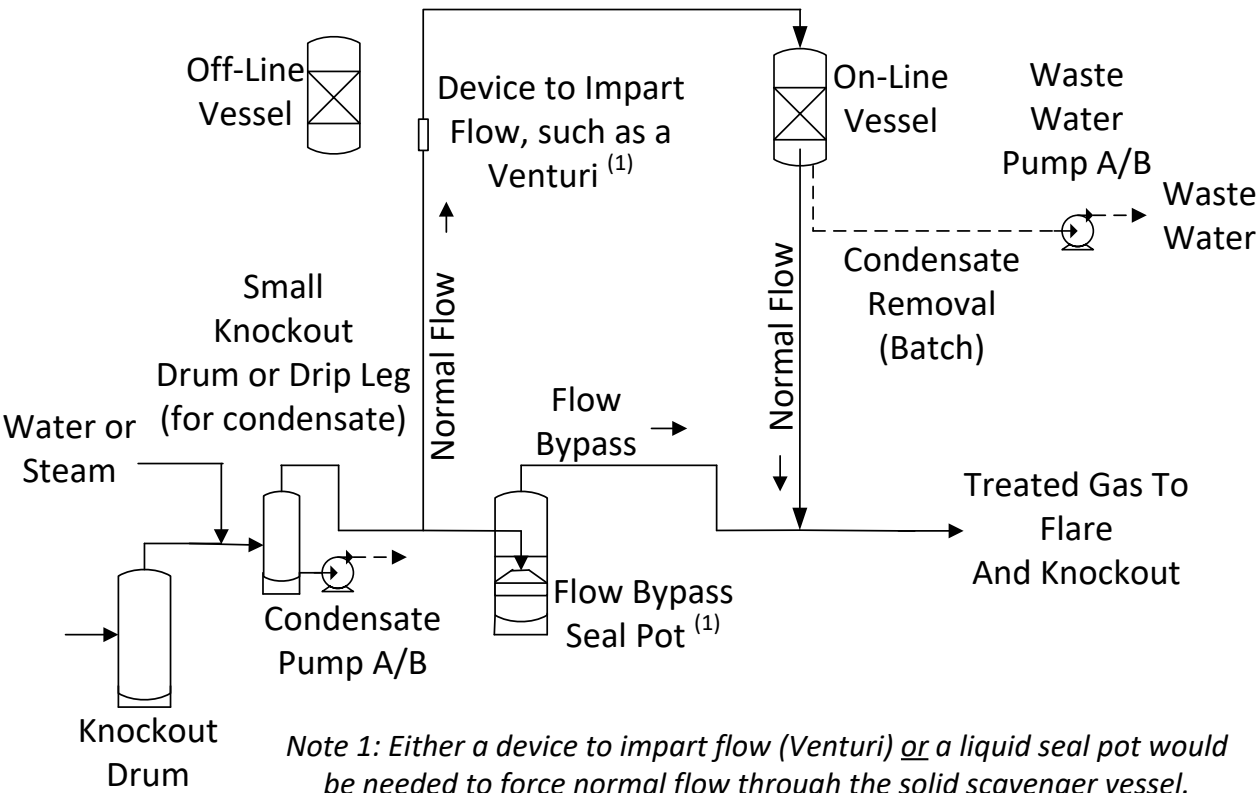 Off-Line
Vessel
Device to Impart
Flow, such as a
Venturi (1)
On-Line
Vessel
Waste
Water
Pump A/B
Waste
Water
Condensate
Removal
(Batch)
Normal Flow
Normal Flow
Small
Knockout
Drum or Drip Leg
(for condensate)
Water or
Steam
Flow
Bypass
Treated Gas To
Flare
And Knockout
Condensate
Pump A/B
Flow Bypass
Seal Pot (1)
Knockout
Drum
Note 1: Either a device to impart flow (Venturi) or a liquid seal pot would
be needed to force normal flow through the solid scavenger vessel.